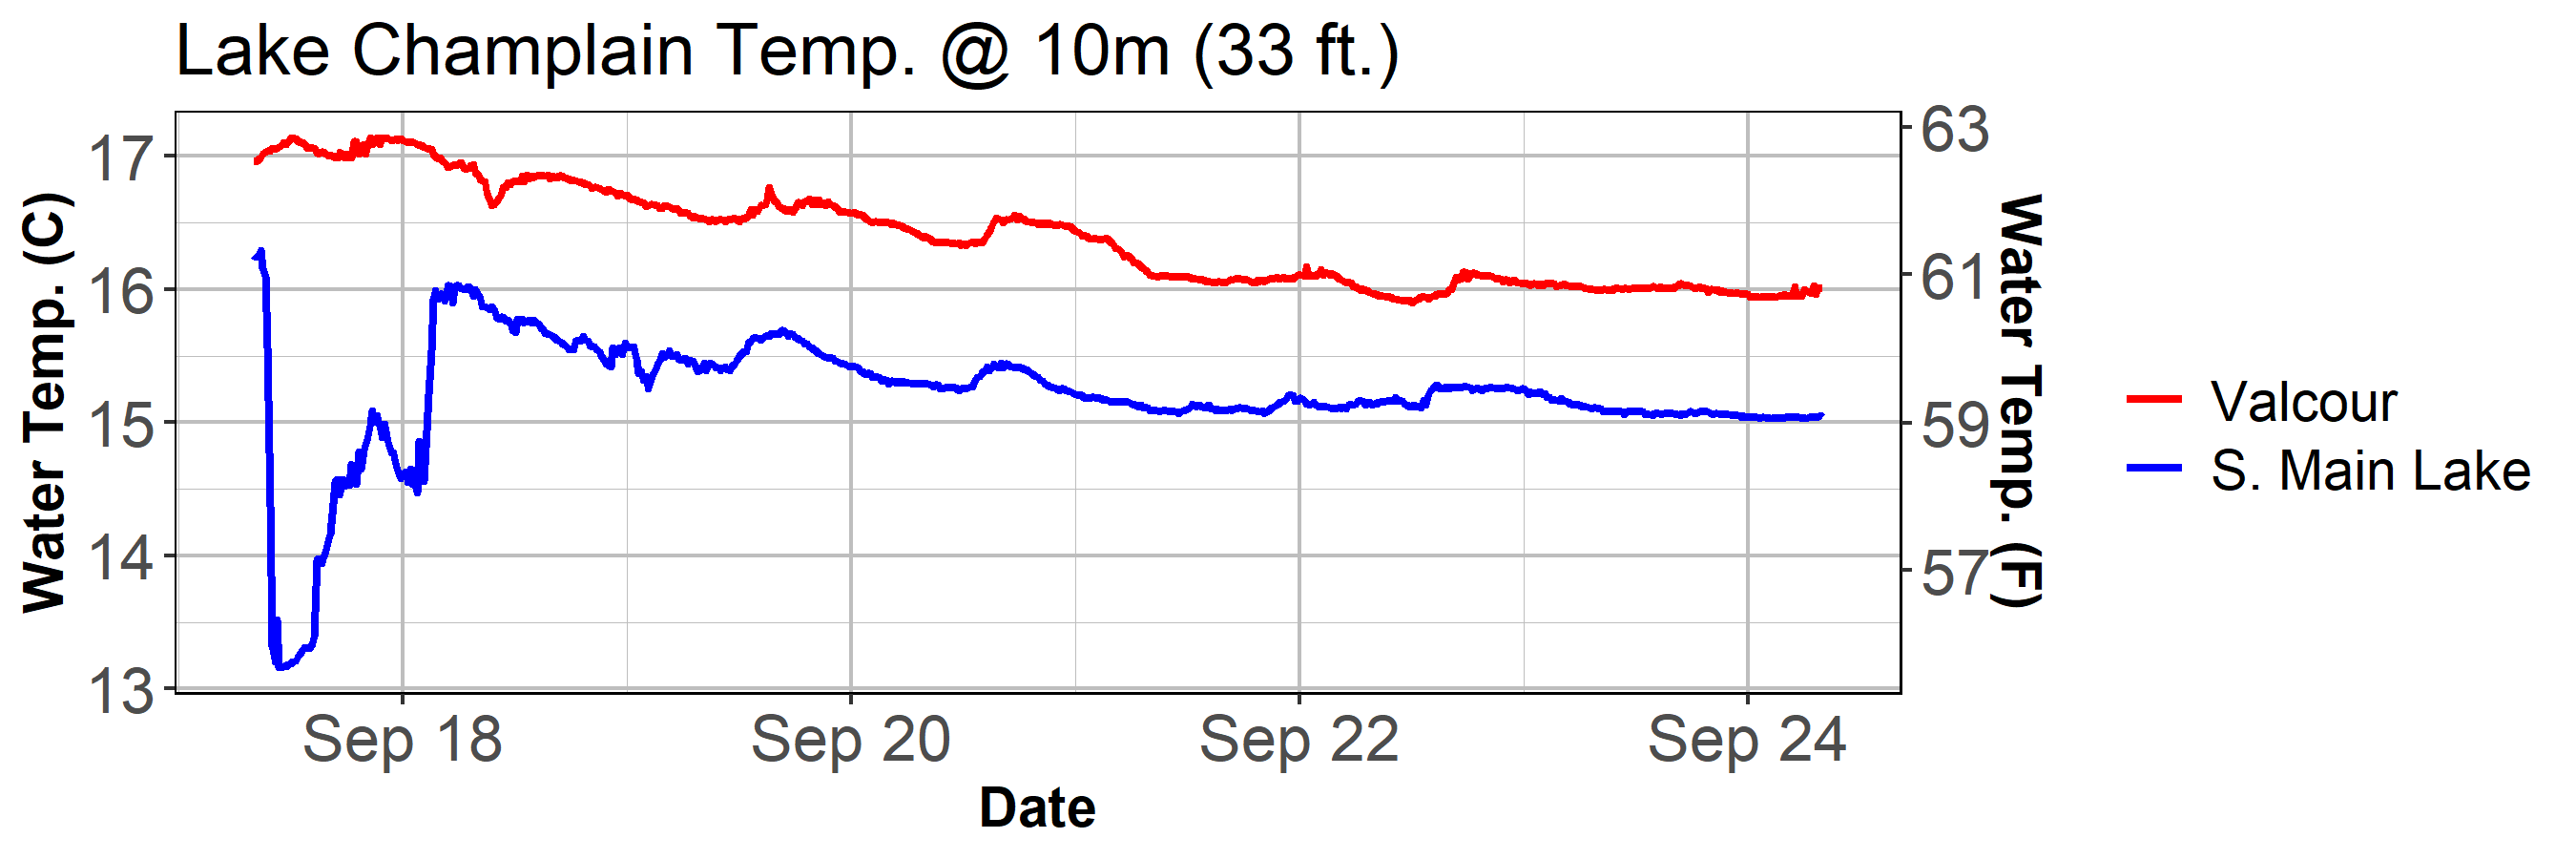 Lake Champlain Temp. @ 10m (33 ft.)
Water Temp. (C)
17
16
15
14
13
63
61
59
57
Water Temp. (F)
Sep 18
Sep 20
Sep 22
Sep 24
Date
Valcour
S. Main Lake